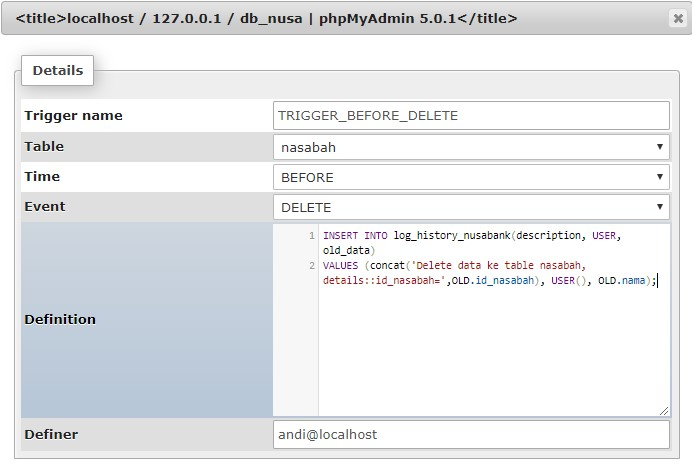 <title>localhost / 127.0.0.1 / db_nusa | phpMyAdmin 5.0.1</title>
Details
Trigger name TRIGGER_BEFORE_DELETE
Table nasabah
Time BEFORE
Event DELETE
Definition
1 INSERT INTO log_history_nusabank(description, USER,
old_data)
2 VALUES (concat('Delete data ke table nasabah,
details::id_nasabah=',OLD.id_nasabah), USER(), OLD.nama);
Definer andi@localhost